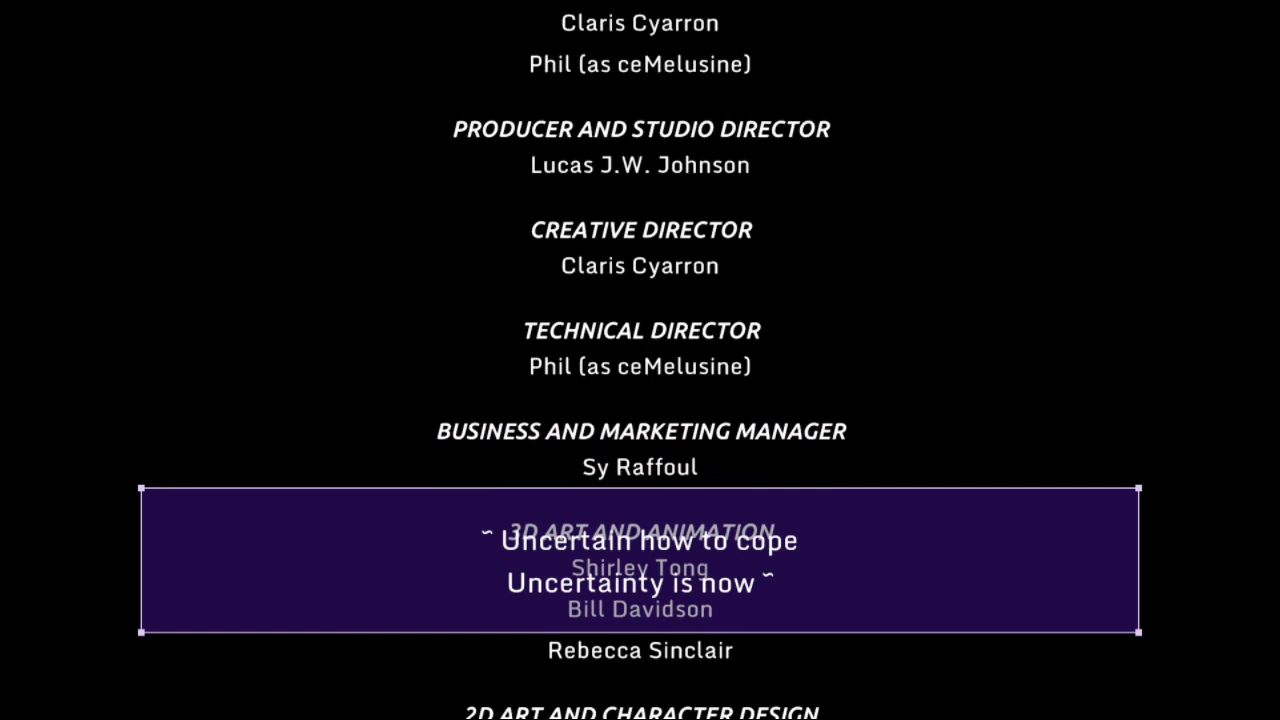 Claris Cyarron
Phil (as ceMelusine)
PRODUCER AND STUDIO DIRECTOR
Lucas J.W. Johnson
CREATIVE DIRECTOR
Claris Cyarron
TECHNICAL DIRECTOR
Phil (as ceMelusine)
BUSINESS AND MARKETING MANAGER
Sy Raffoul
3D ART AND ANIMATION
~ Uncertain how to cope
Shirley Tong
Uncertainty is now ~
Bill Davidson
Rebecca Sinclair
2D ART AND CHARACTER DESIGN